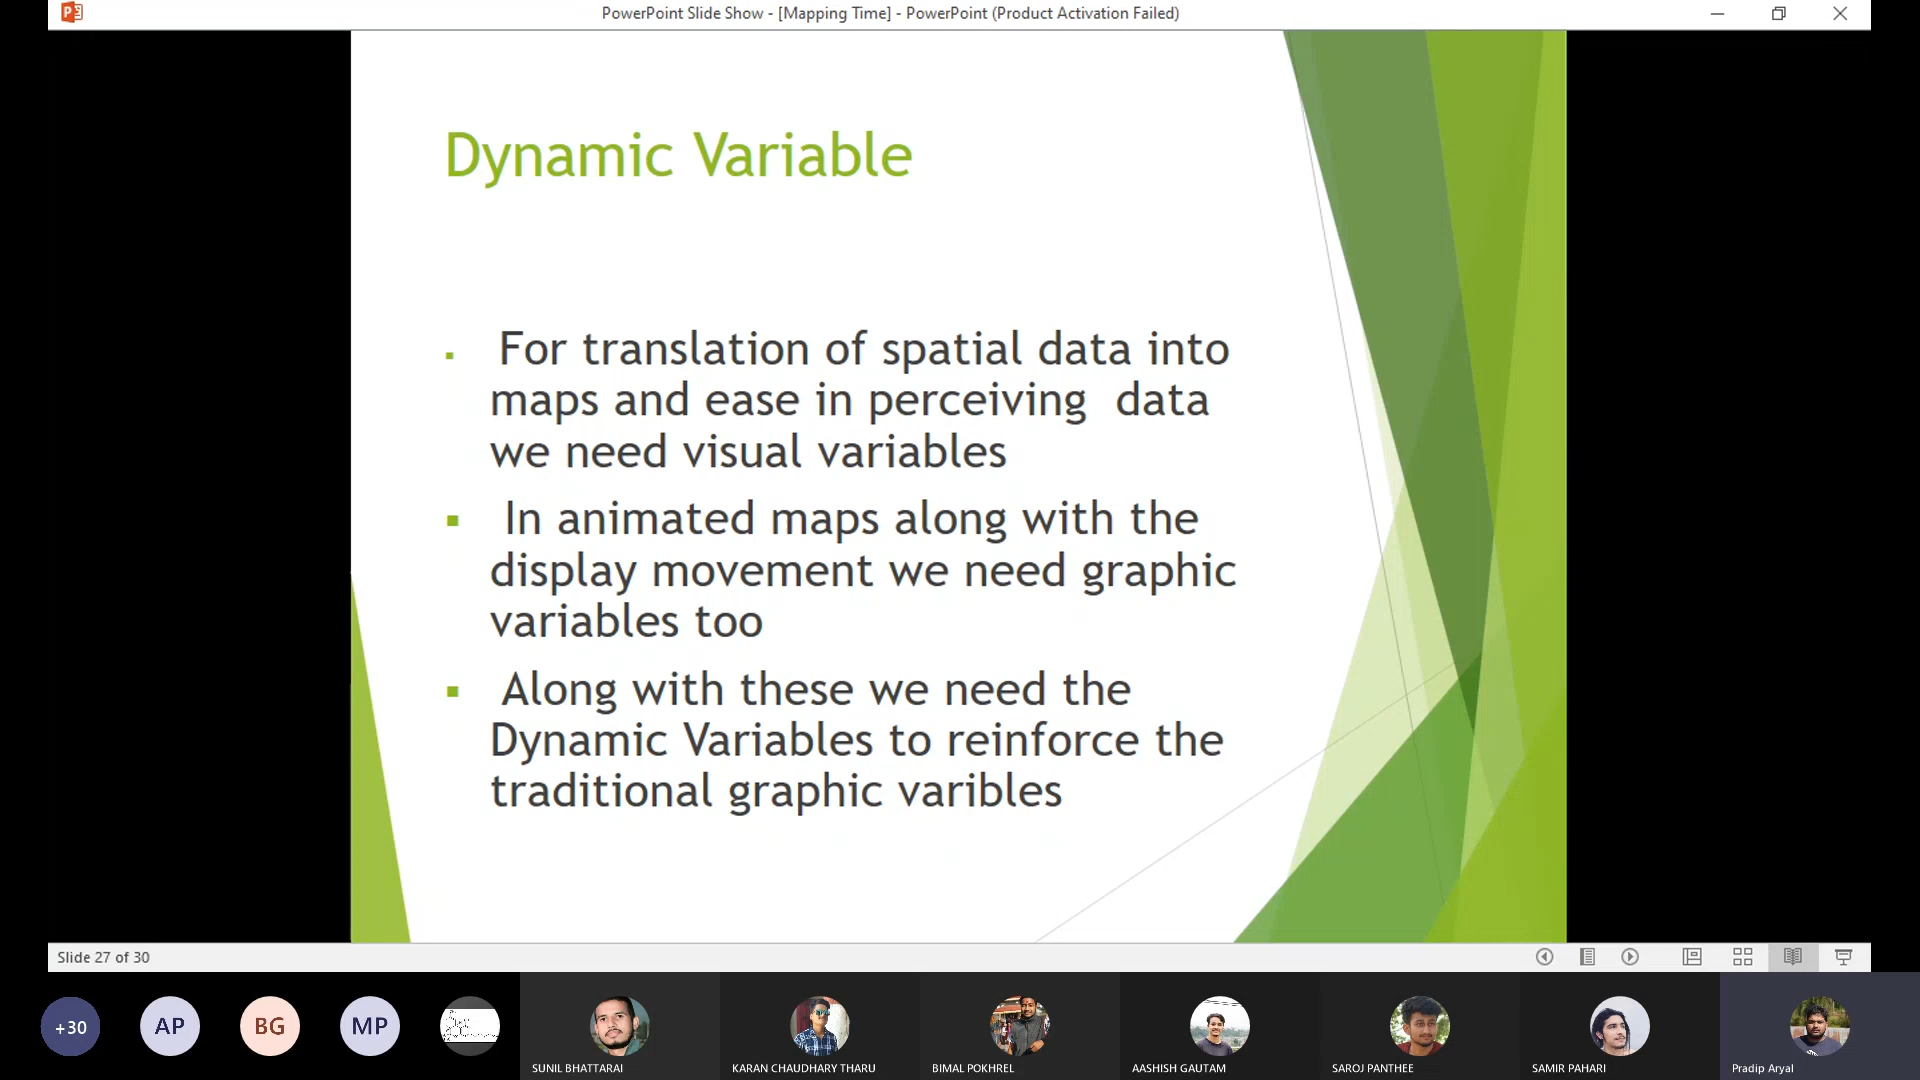 PowerPoint Slide Show - [Mapping Time] - PowerPoint (Product Activation Failed)
Dynamic Variable
▪ For translation of spatial data into
maps and ease in perceiving data
we need visual variables
▪ In animated maps along with the
display movement we need graphic
variables too
▪ Along with these we need the
Dynamic Variables to reinforce the
traditional graphic varibles
Slide 27 of 30
+30
AP
BG
MP
SUNIL BHATTARAI
KARAN CHAUDHARY THARU
BIMAL POKHREL
AASHISH GAUTAM
SAROJ PANTHEE
SAMIR PAHARI
Pradip Aryal